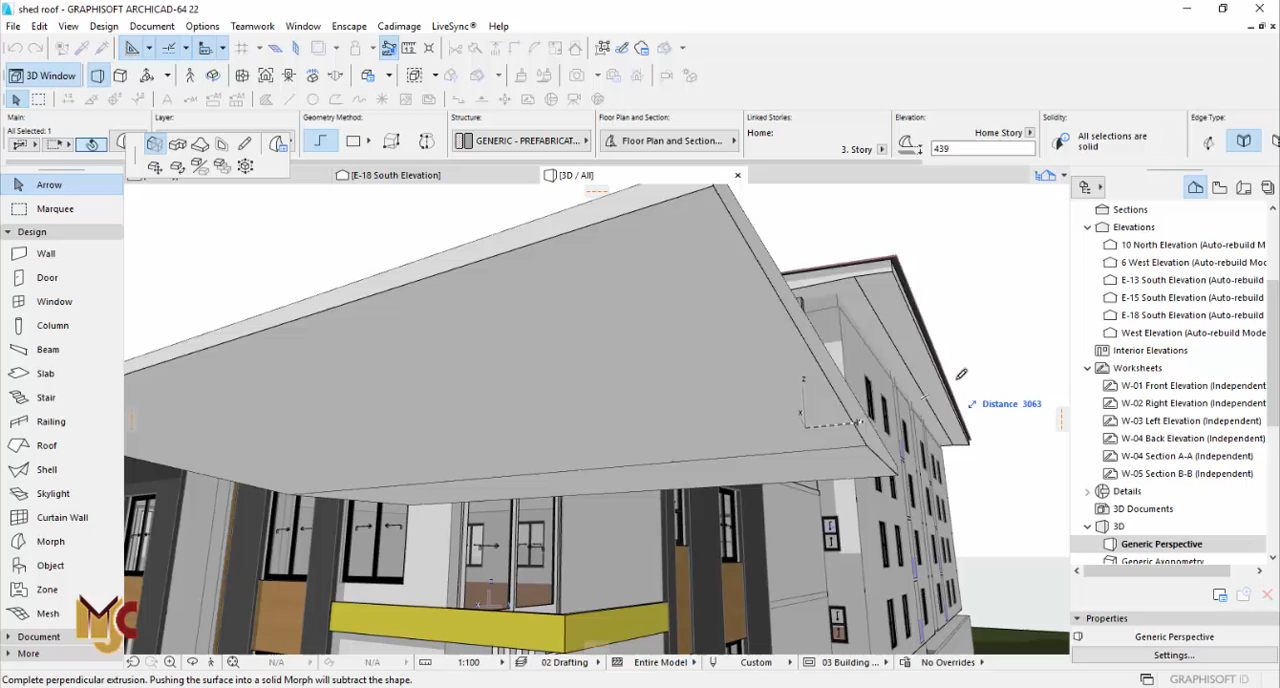 shed roof - GRAPHISOFT ARCHICAD-64 22
File Edit View Design Document Options Teamwork Window Enscape Cadimage LiveSync® Help
3D Window
Main:
All Selected: 1
Layer:
Geometry Method:
Structure:
GENERIC - PREFABRICAT...
Floor Plan and Section:
Floor Plan and Section...
Linked Stories:
Home:
3. Story
Elevation:
Home Story
439
Solidity:
All selections are
solid
Edge Type:
[E-18 South Elevation]
[3D / All]
Arrow
Marquee
Design
Wall
Door
Window
Column
Beam
Slab
Stair
Railing
Roof
Shell
Skylight
Curtain Wall
Morph
Object
Zone
Mesh
Document
More
MJC
z
x
Distance 3063
Sections
Elevations
10 North Elevation (Auto-rebuild M
6 West Elevation (Auto-rebuild Mo
E-13 South Elevation (Auto-rebuild
E-15 South Elevation (Auto-rebuild
E-18 South Elevation (Auto-rebuild
West Elevation (Auto-rebuild Mode
Interior Elevations
Worksheets
W-01 Front Elevation (Independent
W-02 Right Elevation (Independent
W-03 Left Elevation (Independent)
W-04 Back Elevation (Independent
W-04 Section A-A (Independent)
W-05 Section B-B (Independent)
Details
3D Documents
3D
Generic Perspective
Generic Axonometry
Properties
Generic Perspective
Settings...
N/A N/A 1:100 02 Drafting Entire Model Custom 03 Building ... No Overrides
Complete perpendicular extrusion. Pushing the surface into a solid Morph will subtract the shape.
GRAPHISOFT ID